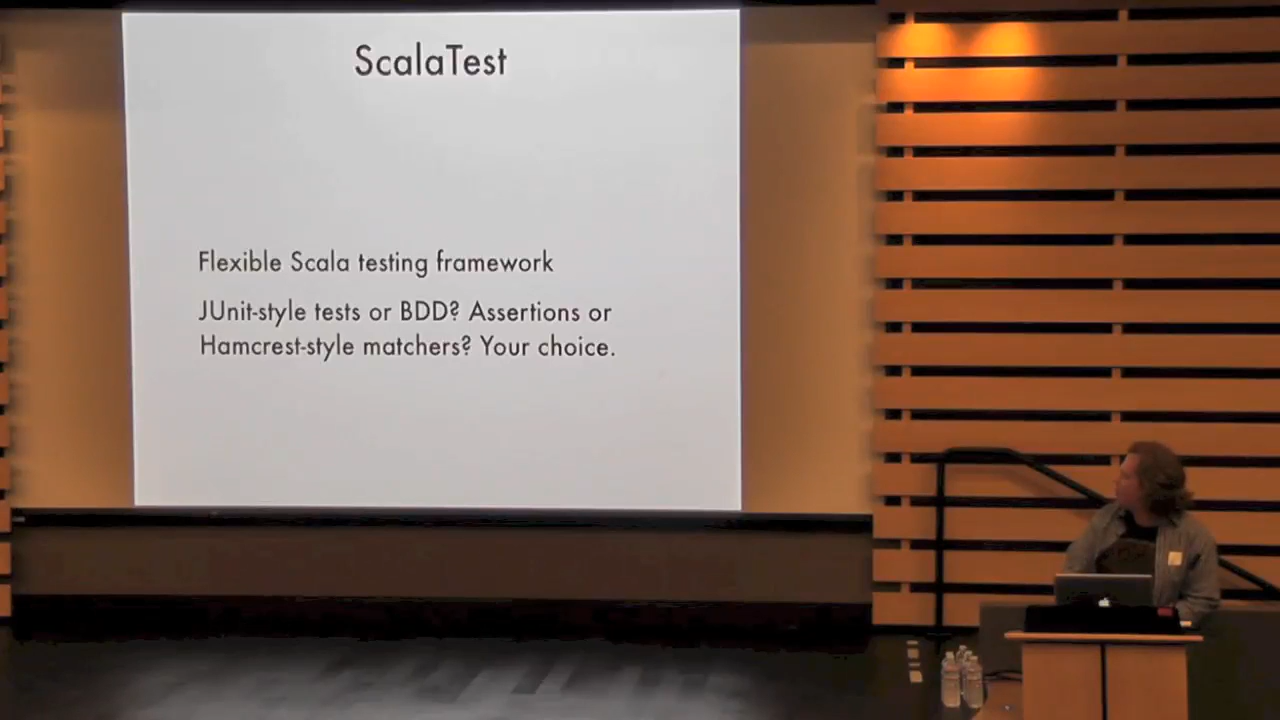 ScalaTest
Flexible Scala testing framework
JUnit-style tests or BDD? Assertions or
Hamcrest-style matchers? Your choice.